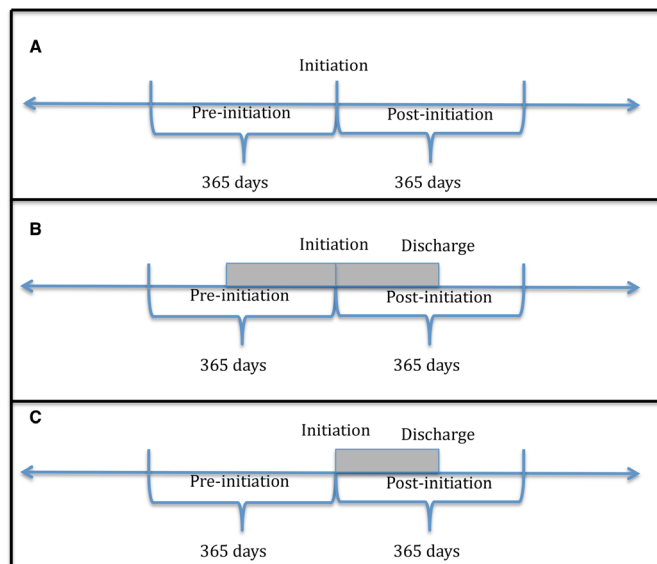 A
Initiation
Pre-initiation Post-initiation
365 days 365 days
B
Initiation Discharge
Pre-initiation Post-initiation
365 days 365 days
C
Initiation Discharge
Pre-initiation Post-initiation
365 days 365 days